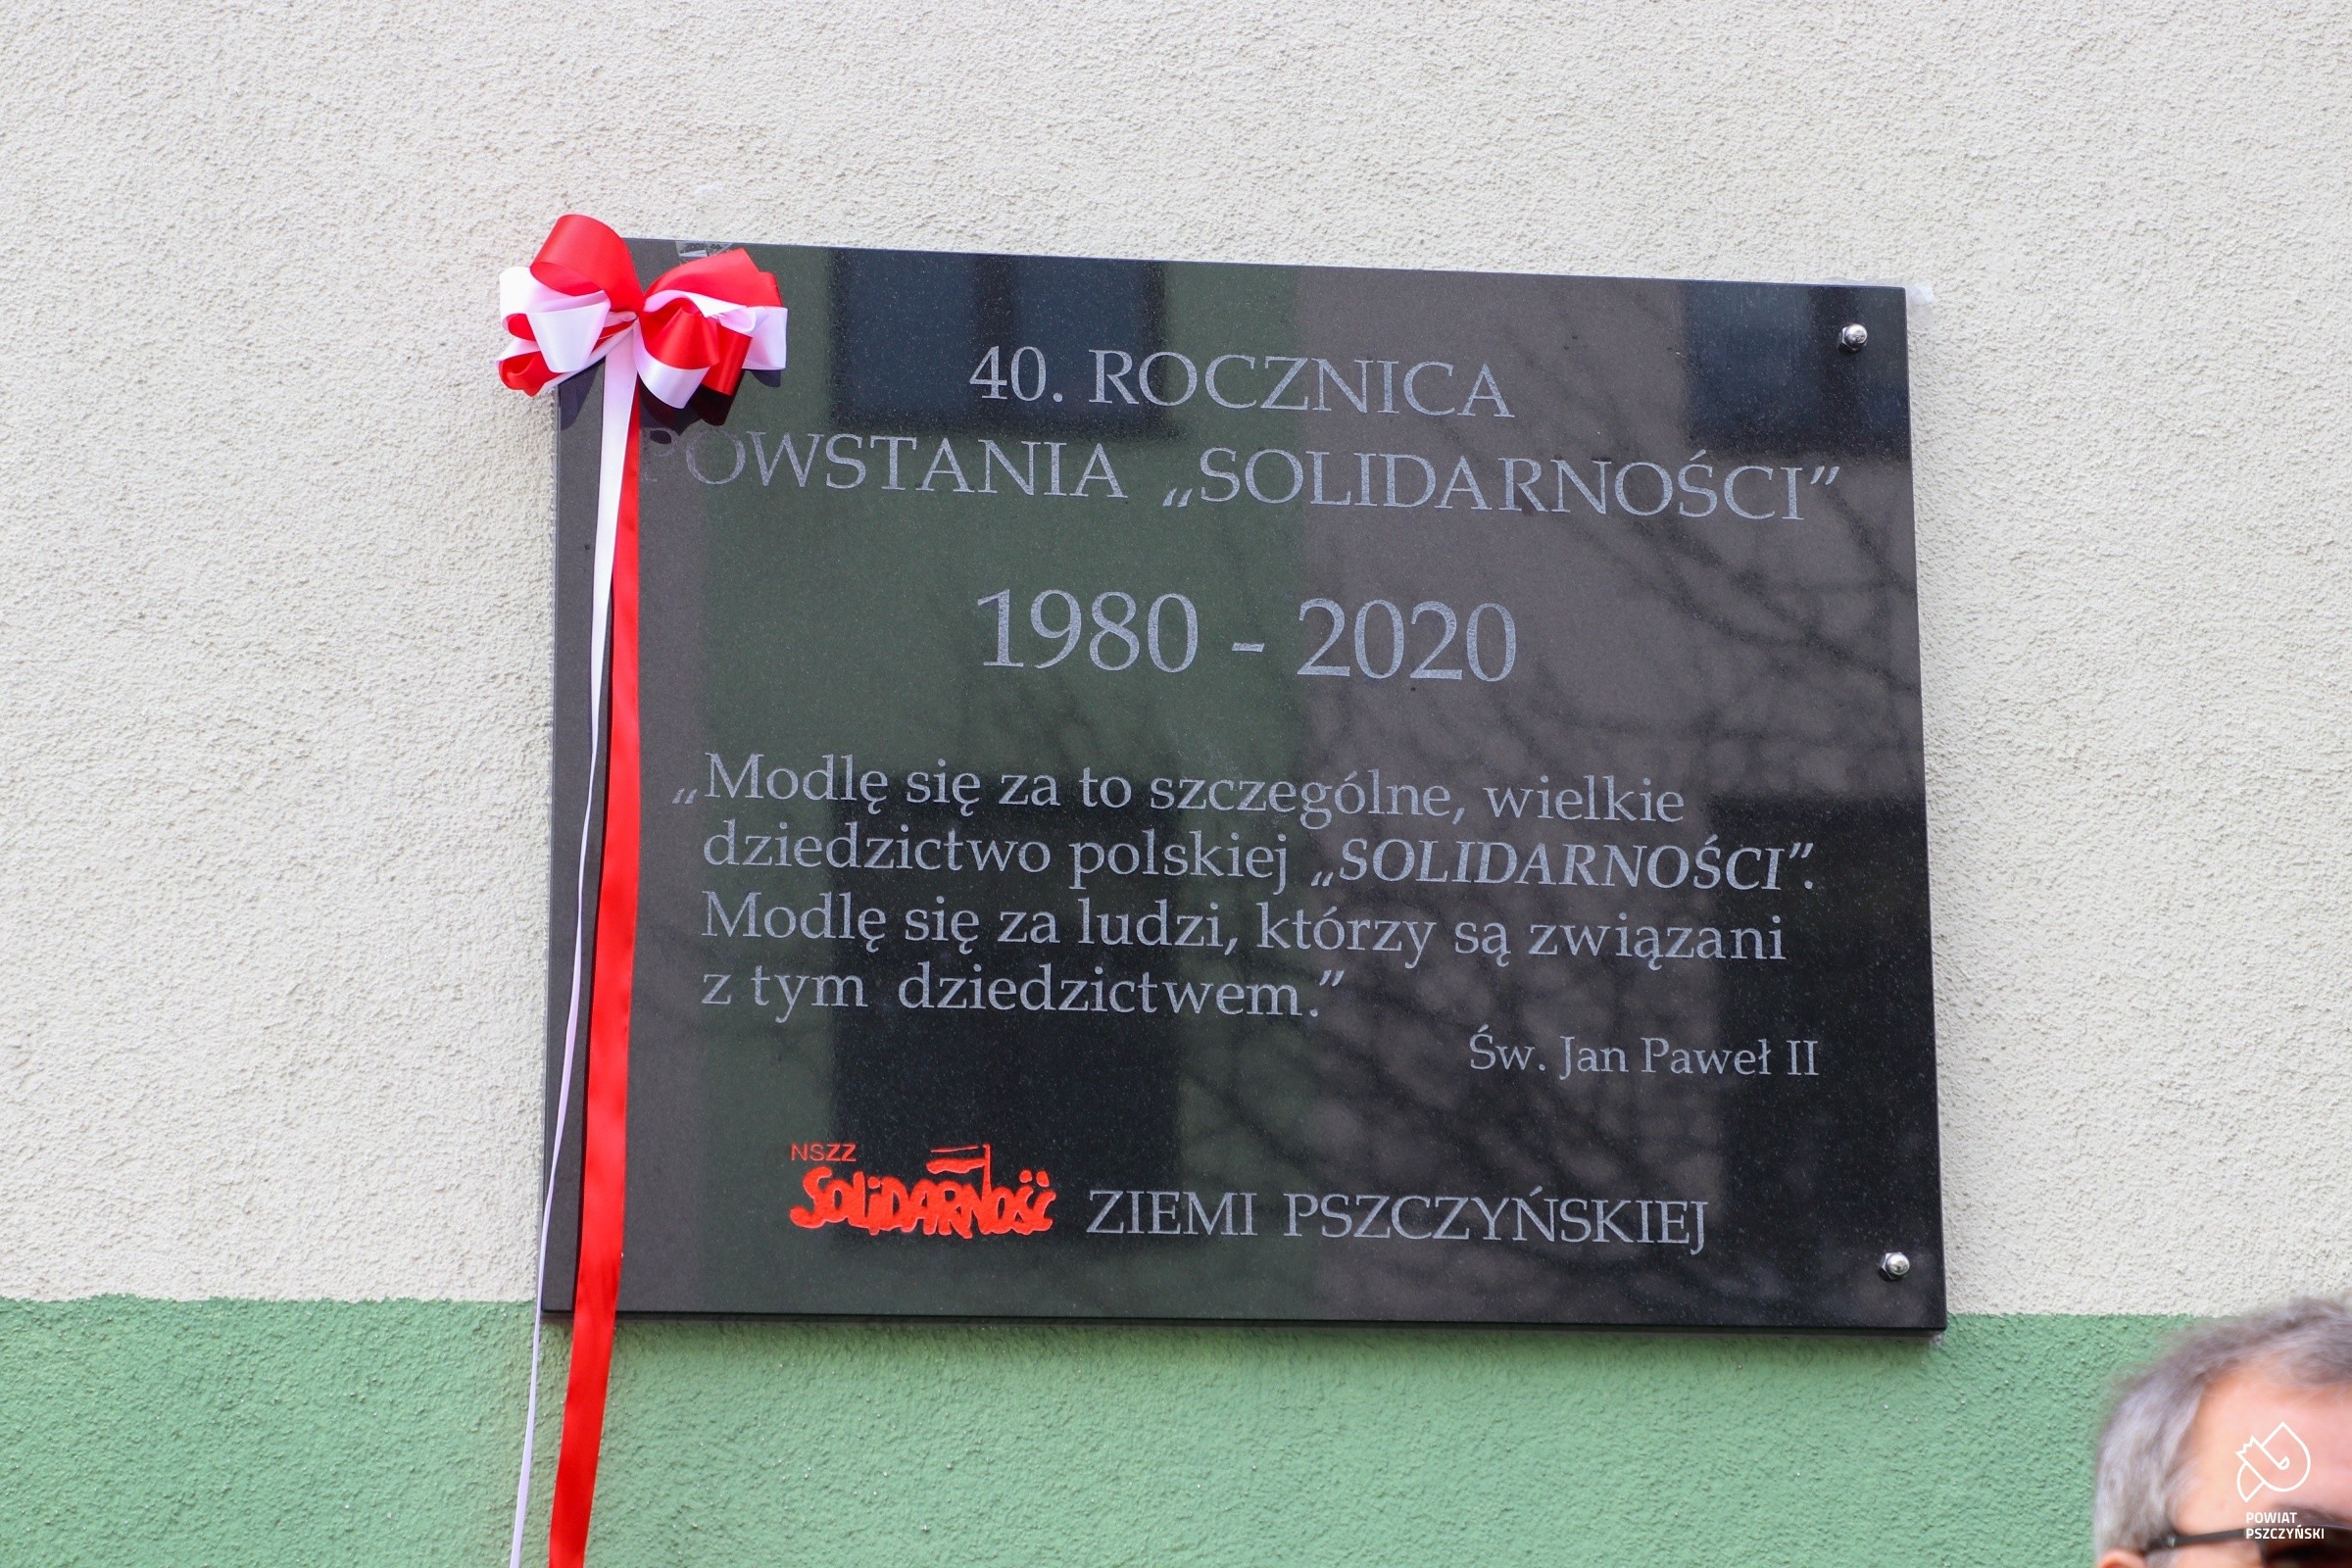 40. ROCZNICA
POWSTANIA „SOLIDARNOŚCI”
1980 - 2020
„Modlę się za to szczególne, wielkie
dziedzictwo polskiej „SOLIDARNOŚCI”.
Modlę się za ludzi, którzy są związani
z tym dziedzictwem.”
Św. Jan Paweł II
NSZZ
SOLiDARNOŚĆ ZIEMI PSZCZYŃSKIEJ
POWIAT
PSZCZYŃSKI